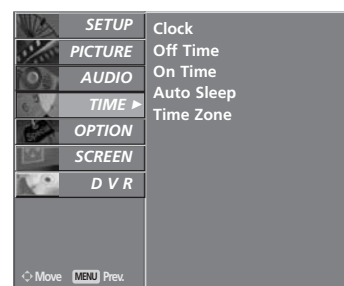 SETUP
PICTURE
AUDIO
TIME ►
OPTION
SCREEN
D V R
Clock
Off Time
On Time
Auto Sleep
Time Zone
Move MENU Prev.